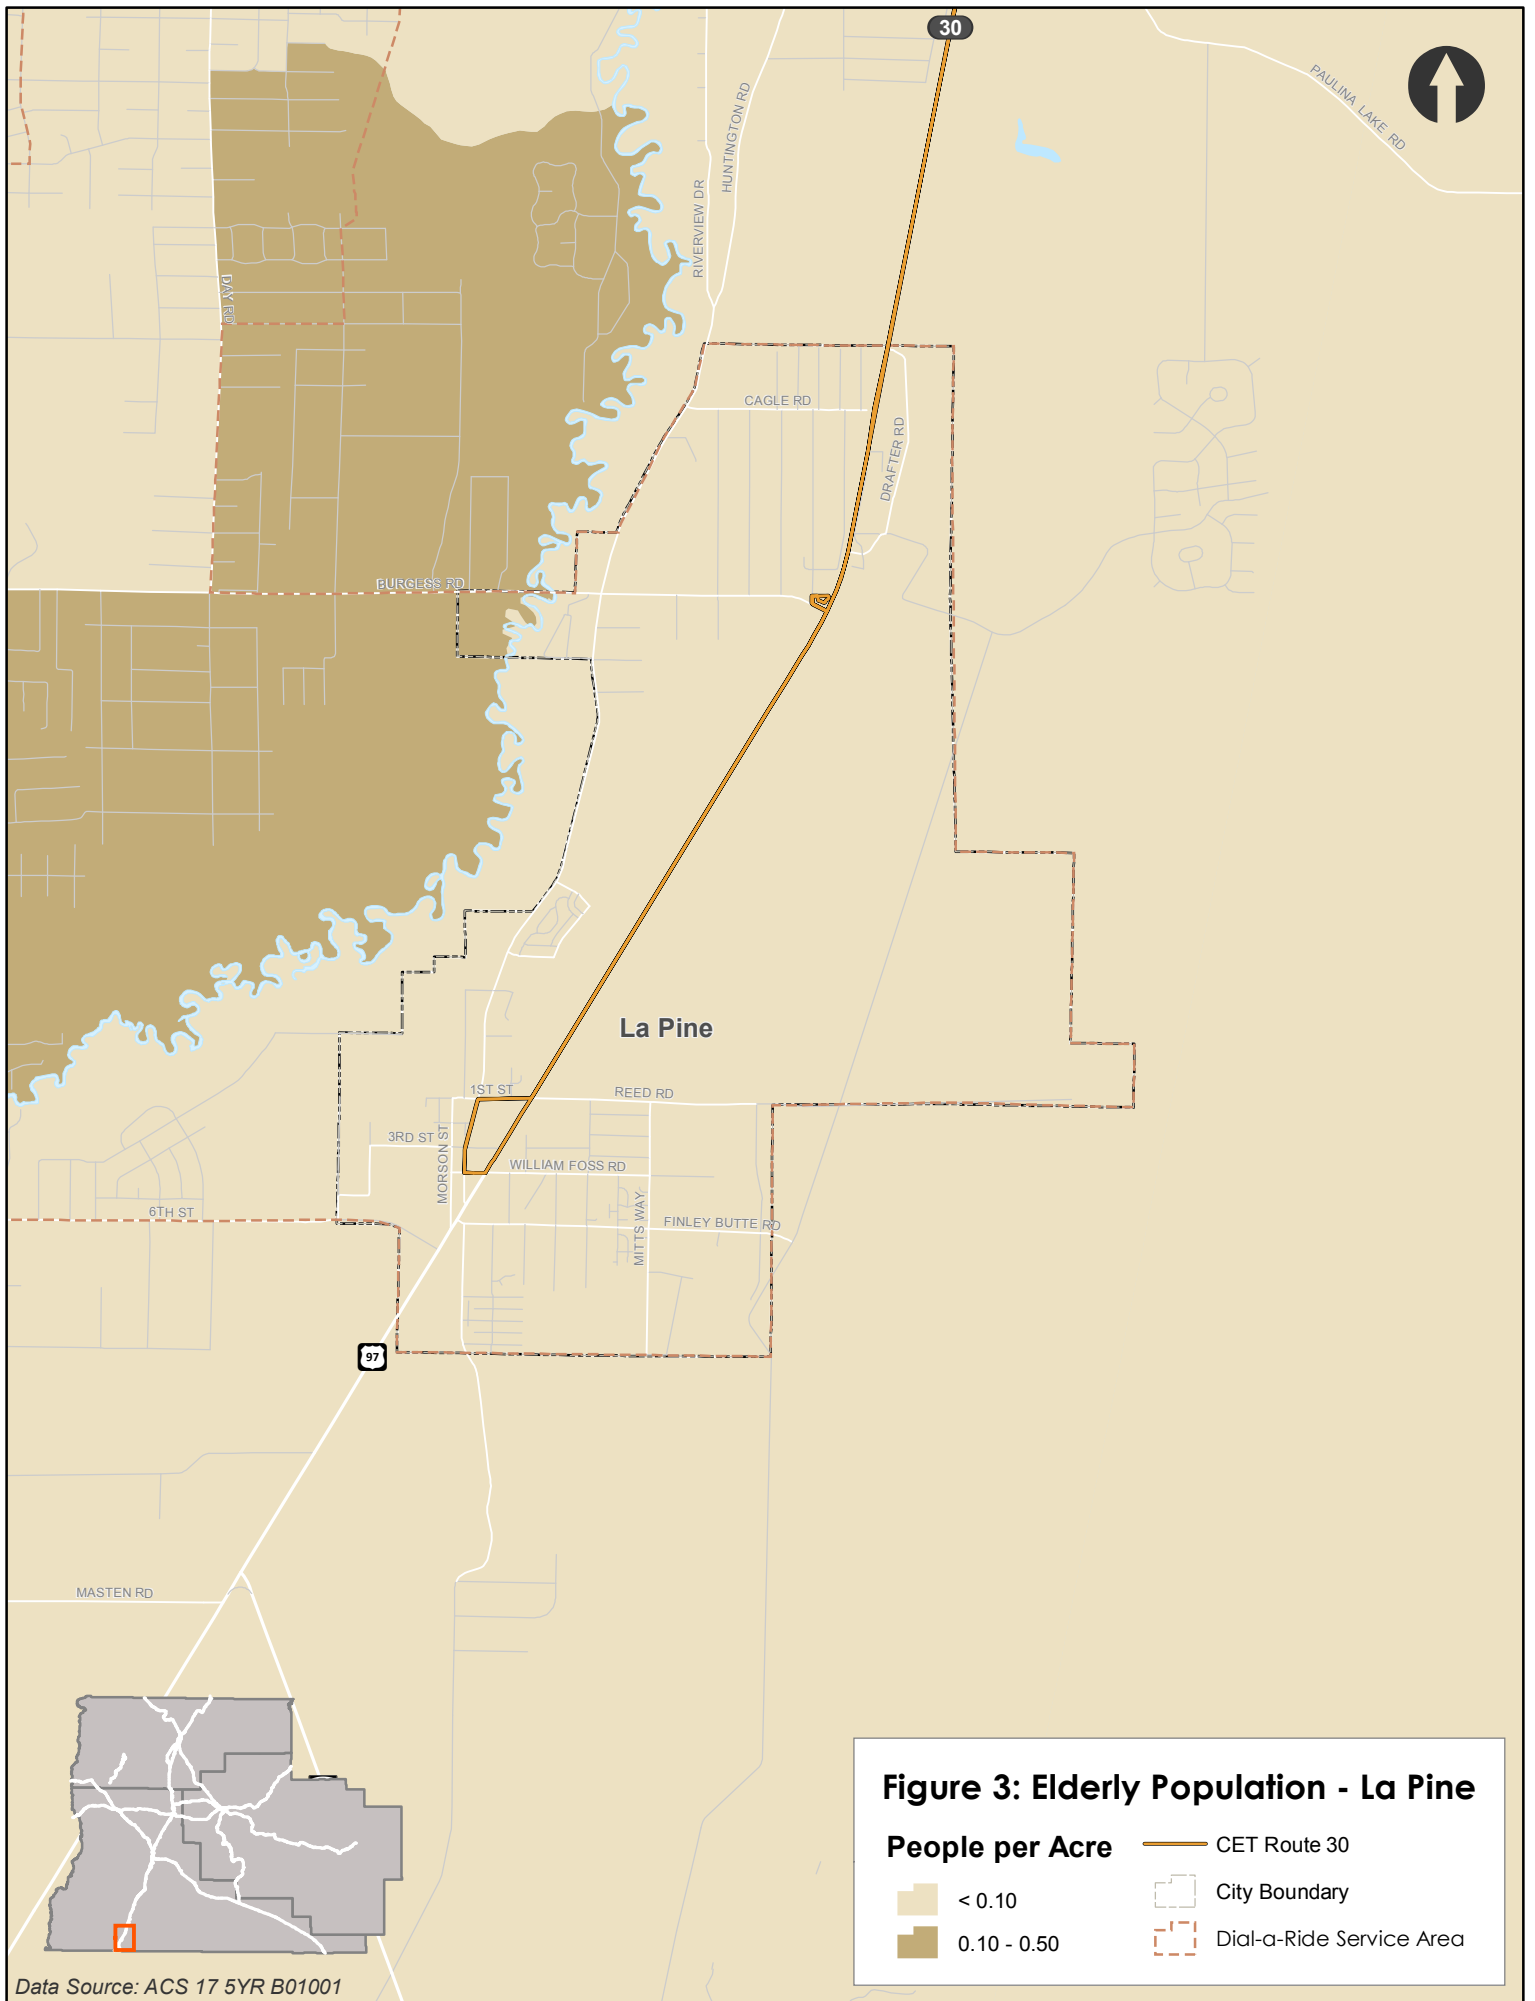 30
PAULINA LAKE RD
HUNTINGTON RD
RIVERVIEW DR
DAY RD
CAGLE RD
DRAFTER RD
BURGESS RD
La Pine
1ST ST
REED RD
3RD ST
MORSON ST
WILLIAM FOSS RD
6TH ST
MITTS WAY
FINLEY BUTTE RD
97
MASTEN RD
Figure 3: Elderly Population - La Pine
People per Acre
< 0.10
0.10 - 0.50
CET Route 30
City Boundary
Dial-a-Ride Service Area
Data Source: ACS 17 5YR B01001